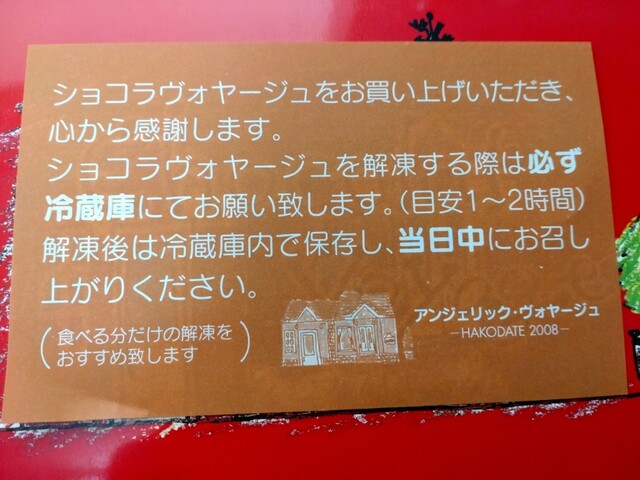 ショコラヴォヤージュをお買い上げいただき、
心から感謝します。
ショコラヴォヤージュを解凍する際は必ず
冷蔵庫にてお願い致します。(目安1～2時間)
解凍後は冷蔵庫内で保存し、当日中にお召し
上がりください。
(食べる分だけの解凍を
おすすめ致します)
アンジェリック・ヴォヤージュ
—HAKODATE 2008—